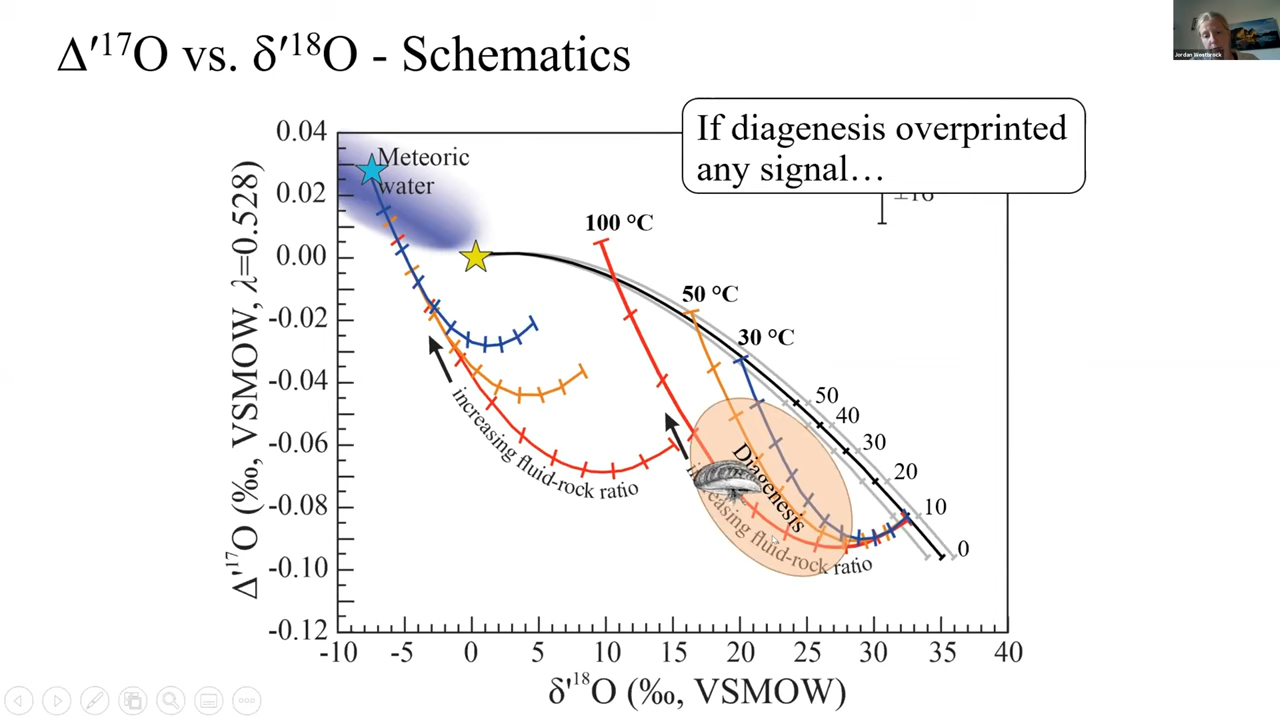 Δ′¹⁷O vs. δ′¹⁸O - Schematics
Jordan Westbrock
If diagenesis overprinted
any signal…
±1σ
0.04
0.02
0.00
-0.02
-0.04
-0.06
-0.08
-0.10
-0.12
Δ′¹⁷O (‰, VSMOW, λ=0.528)
Meteoric
water
100 °C
50 °C
30 °C
50
40
30
20
10
0
increasing fluid-rock ratio
Diagenesis
increasing fluid-rock ratio
-10 -5 0 5 10 15 20 25 30 35 40
δ′¹⁸O (‰, VSMOW)